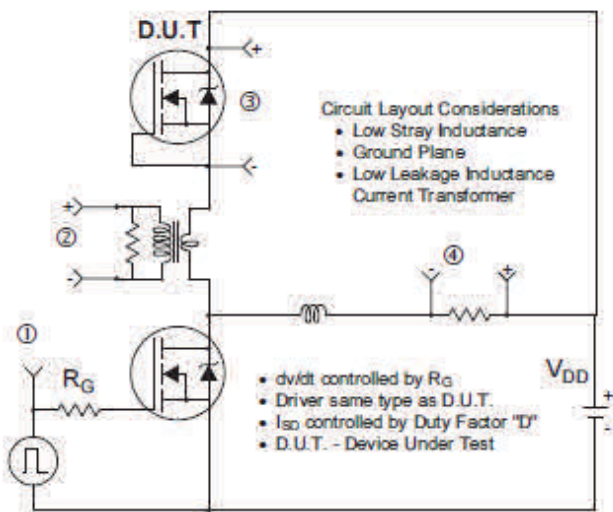 D.U.T
+
③
-
Circuit Layout Considerations
• Low Stray Inductance
• Ground Plane
• Low Leakage Inductance
Current Transformer
+
②
-
④
- +
①
RG
VDD
+
-
• dv/dt controlled by RG
• Driver same type as D.U.T.
• ISD controlled by Duty Factor "D"
• D.U.T. - Device Under Test